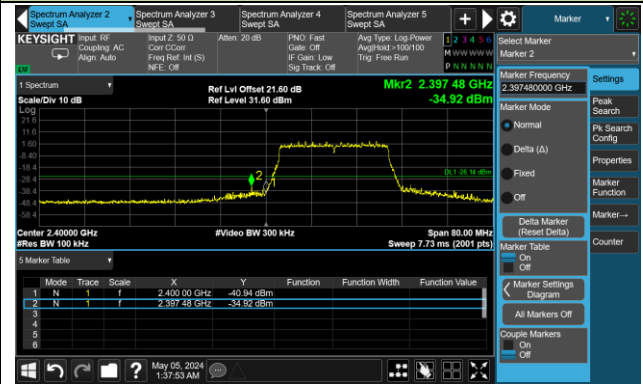 Spectrum Analyzer 2
Swept SA
Spectrum Analyzer 3
Swept SA
Spectrum Analyzer 4
Swept SA
Spectrum Analyzer 5
Swept SA
+
Marker
KEYSIGHT
Input: RF
Coupling: AC
Align: Auto
Input Z: 50 Ω
Corr CCorr
Freq Ref: Int (S)
NFE: Off
Atten: 20 dB
PNO: Fast
Gate: Off
IF Gain: Low
Sig Track: Off
Avg Type: Log-Power
Avg|Hold >100/100
Trig: Free Run
1 2 3 4 5 6
M W W W W W
P N N N N N
Select Marker
Marker 2
1 Spectrum
Scale/Div 10 dB
Log
Ref Lvl Offset 21.60 dB
Ref Level 31.60 dBm
Mkr2 2.397 48 GHz
-34.92 dBm
21.6
11.6
1.60
-8.40
-18.4
-28.4
-38.4
-48.4
-58.4
2
DL1 -26.14 dBm
Center 2.40000 GHz
#Res BW 100 kHz
#Video BW 300 kHz
Span 80.00 MHz
Sweep 7.73 ms (2001 pts)
5 Marker Table
Mode Trace Scale X Y Function Function Width Function Value
1 N 1 f 2.400 00 GHz -40.94 dBm
2 N 1 f 2.397 48 GHz -34.92 dBm
3
4
5
6
Marker Frequency
2.397480000 GHz
Marker Mode
Normal
Delta (Δ)
Fixed
Off
Delta Marker
(Reset Delta)
Marker Table
On
Off
Marker Settings
Diagram
All Markers Off
Couple Markers
On
Off
Settings
Peak
Search
Pk Search
Config
Properties
Marker
Function
Marker→
Counter
?
May 05, 2024
1:37:53 AM